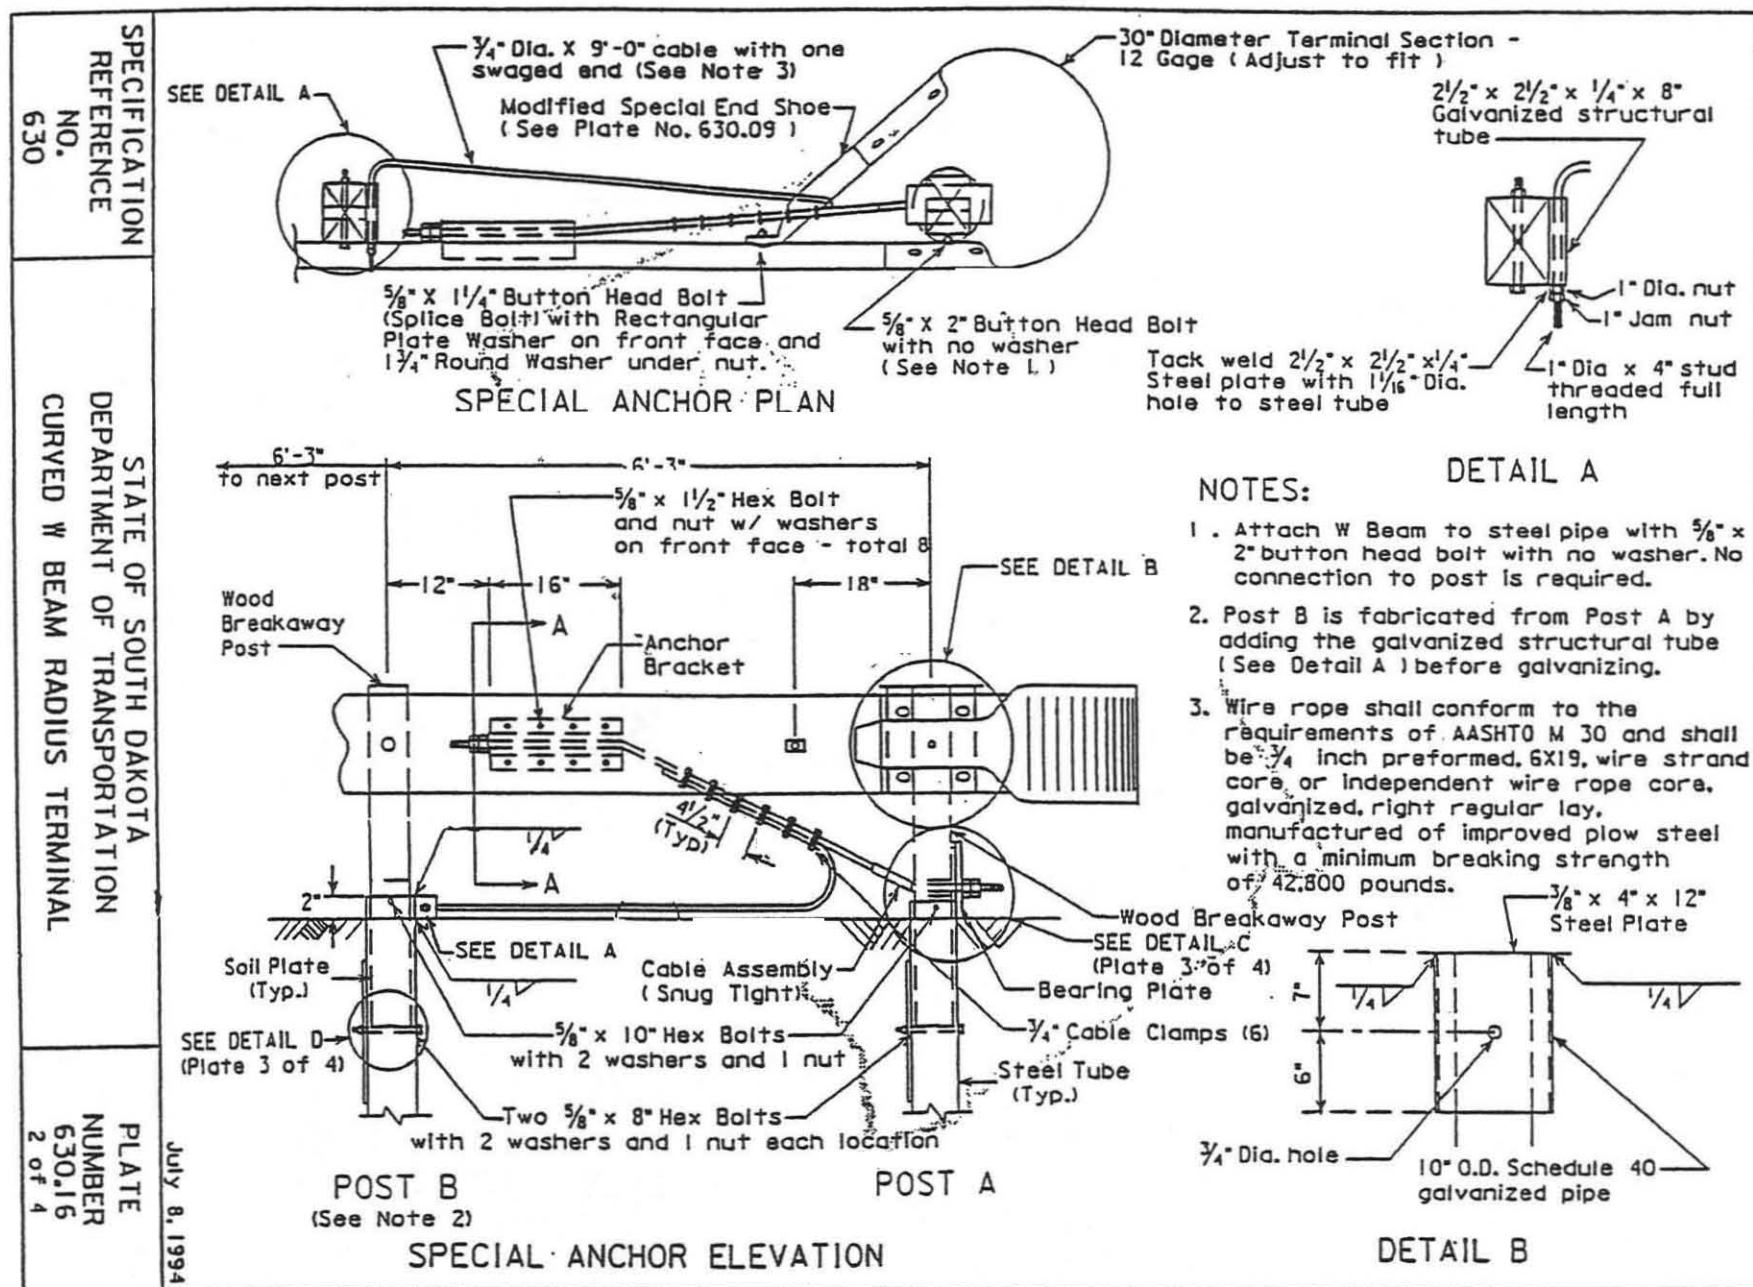 SPECIFICATION
REFERENCE
NO.
630
STATE OF SOUTH DAKOTA
DEPARTMENT OF TRANSPORTATION
CURVED W BEAM RADIUS TERMINAL
PLATE
NUMBER
630.16
2 of 4
July 8, 1994
SEE DETAIL A
3/4" Dia. X 9'-0" cable with one
swaged end (See Note 3)
Modified Special End Shoe
(See Plate No. 630.09 )
30" Diameter Terminal Section -
12 Gage (Adjust to fit )
5/8" X 1 1/4" Button Head Bolt
(Splice Bolt) with Rectangular
Plate Washer on front face and
1 3/4" Round Washer under nut.
5/8" X 2" Button Head Bolt
with no washer
(See Note 1.)
SPECIAL ANCHOR PLAN
2 1/2" x 2 1/2" x 1/4" x 8"
Galvanized structural
tube
1" Dia. nut
1" Jam nut
Tack weld 2 1/2" x 2 1/2" x 1/4"
Steel plate with 1 1/16" Dia.
hole to steel tube
1" Dia x 4" stud
threaded full
length
DETAIL A
6'-3"
to next post
6'-3"
5/8" x 1 1/2" Hex Bolt
and nut w/ washers
on front face - total 8
12"
16"
18"
SEE DETAIL B
Wood
Breakaway
Post
A
Anchor
Bracket
4 1/2"
(Typ)
1/4
A
2"
SEE DETAIL A
Soil Plate
(Typ.)
1/4
Cable Assembly
(Snug Tight)
Wood Breakaway Post
SEE DETAIL C
(Plate 3 of 4)
Bearing Plate
SEE DETAIL D
(Plate 3 of 4)
5/8" x 10" Hex Bolts
with 2 washers and 1 nut
3/4" Cable Clamps (6)
Steel Tube
(Typ.)
Two 5/8" x 8" Hex Bolts
with 2 washers and 1 nut each location
POST B
(See Note 2)
POST A
SPECIAL ANCHOR ELEVATION
NOTES:
1 . Attach W Beam to steel pipe with 5/8" x
2" button head bolt with no washer. No
connection to post is required.
2. Post B is fabricated from Post A by
adding the galvanized structural tube
(See Detail A ) before galvanizing.
3. Wire rope shall conform to the
requirements of AASHTO M 30 and shall
be 3/4 inch preformed, 6X19, wire strand
core or independent wire rope core,
galvanized, right regular lay,
manufactured of improved plow steel
with a minimum breaking strength
of 42,800 pounds.
3/8" x 4" x 12"
Steel Plate
1/4
7"
1/4
6"
3/4" Dia. hole
10" O.D. Schedule 40
galvanized pipe
DETAIL B